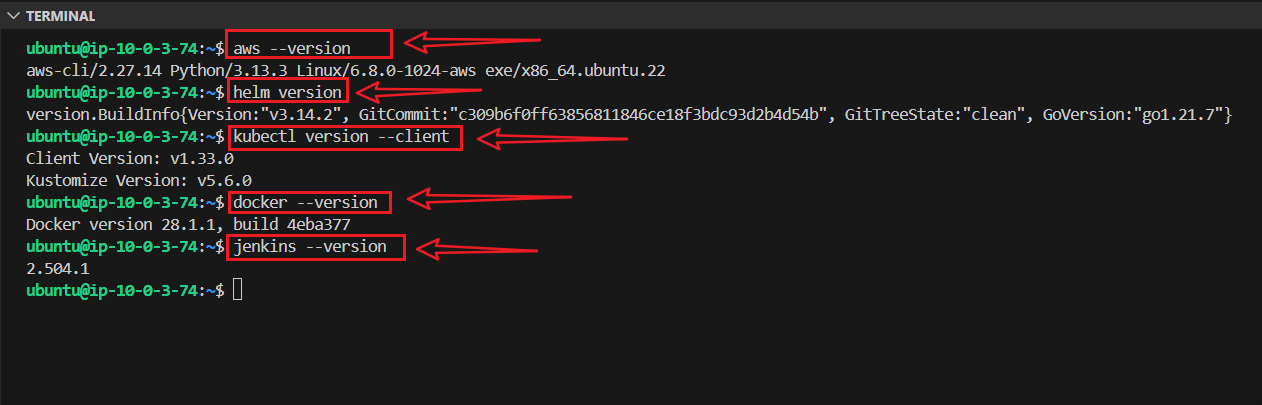 TERMINAL
ubuntu@ip-10-0-3-74:~$ aws --version
aws-cli/2.27.14 Python/3.13.3 Linux/6.8.0-1024-aws exe/x86_64.ubuntu.22
ubuntu@ip-10-0-3-74:~$ helm version
version.BuildInfo{Version:"v3.14.2", GitCommit:"c309b6f0ff63856811846ce18f3bdc93d2b4d54b", GitTreeState:"clean", GoVersion:"go1.21.7"}
ubuntu@ip-10-0-3-74:~$ kubectl version --client
Client Version: v1.33.0
Kustomize Version: v5.6.0
ubuntu@ip-10-0-3-74:~$ docker --version
Docker version 28.1.1, build 4eba377
ubuntu@ip-10-0-3-74:~$ jenkins --version
2.504.1
ubuntu@ip-10-0-3-74:~$